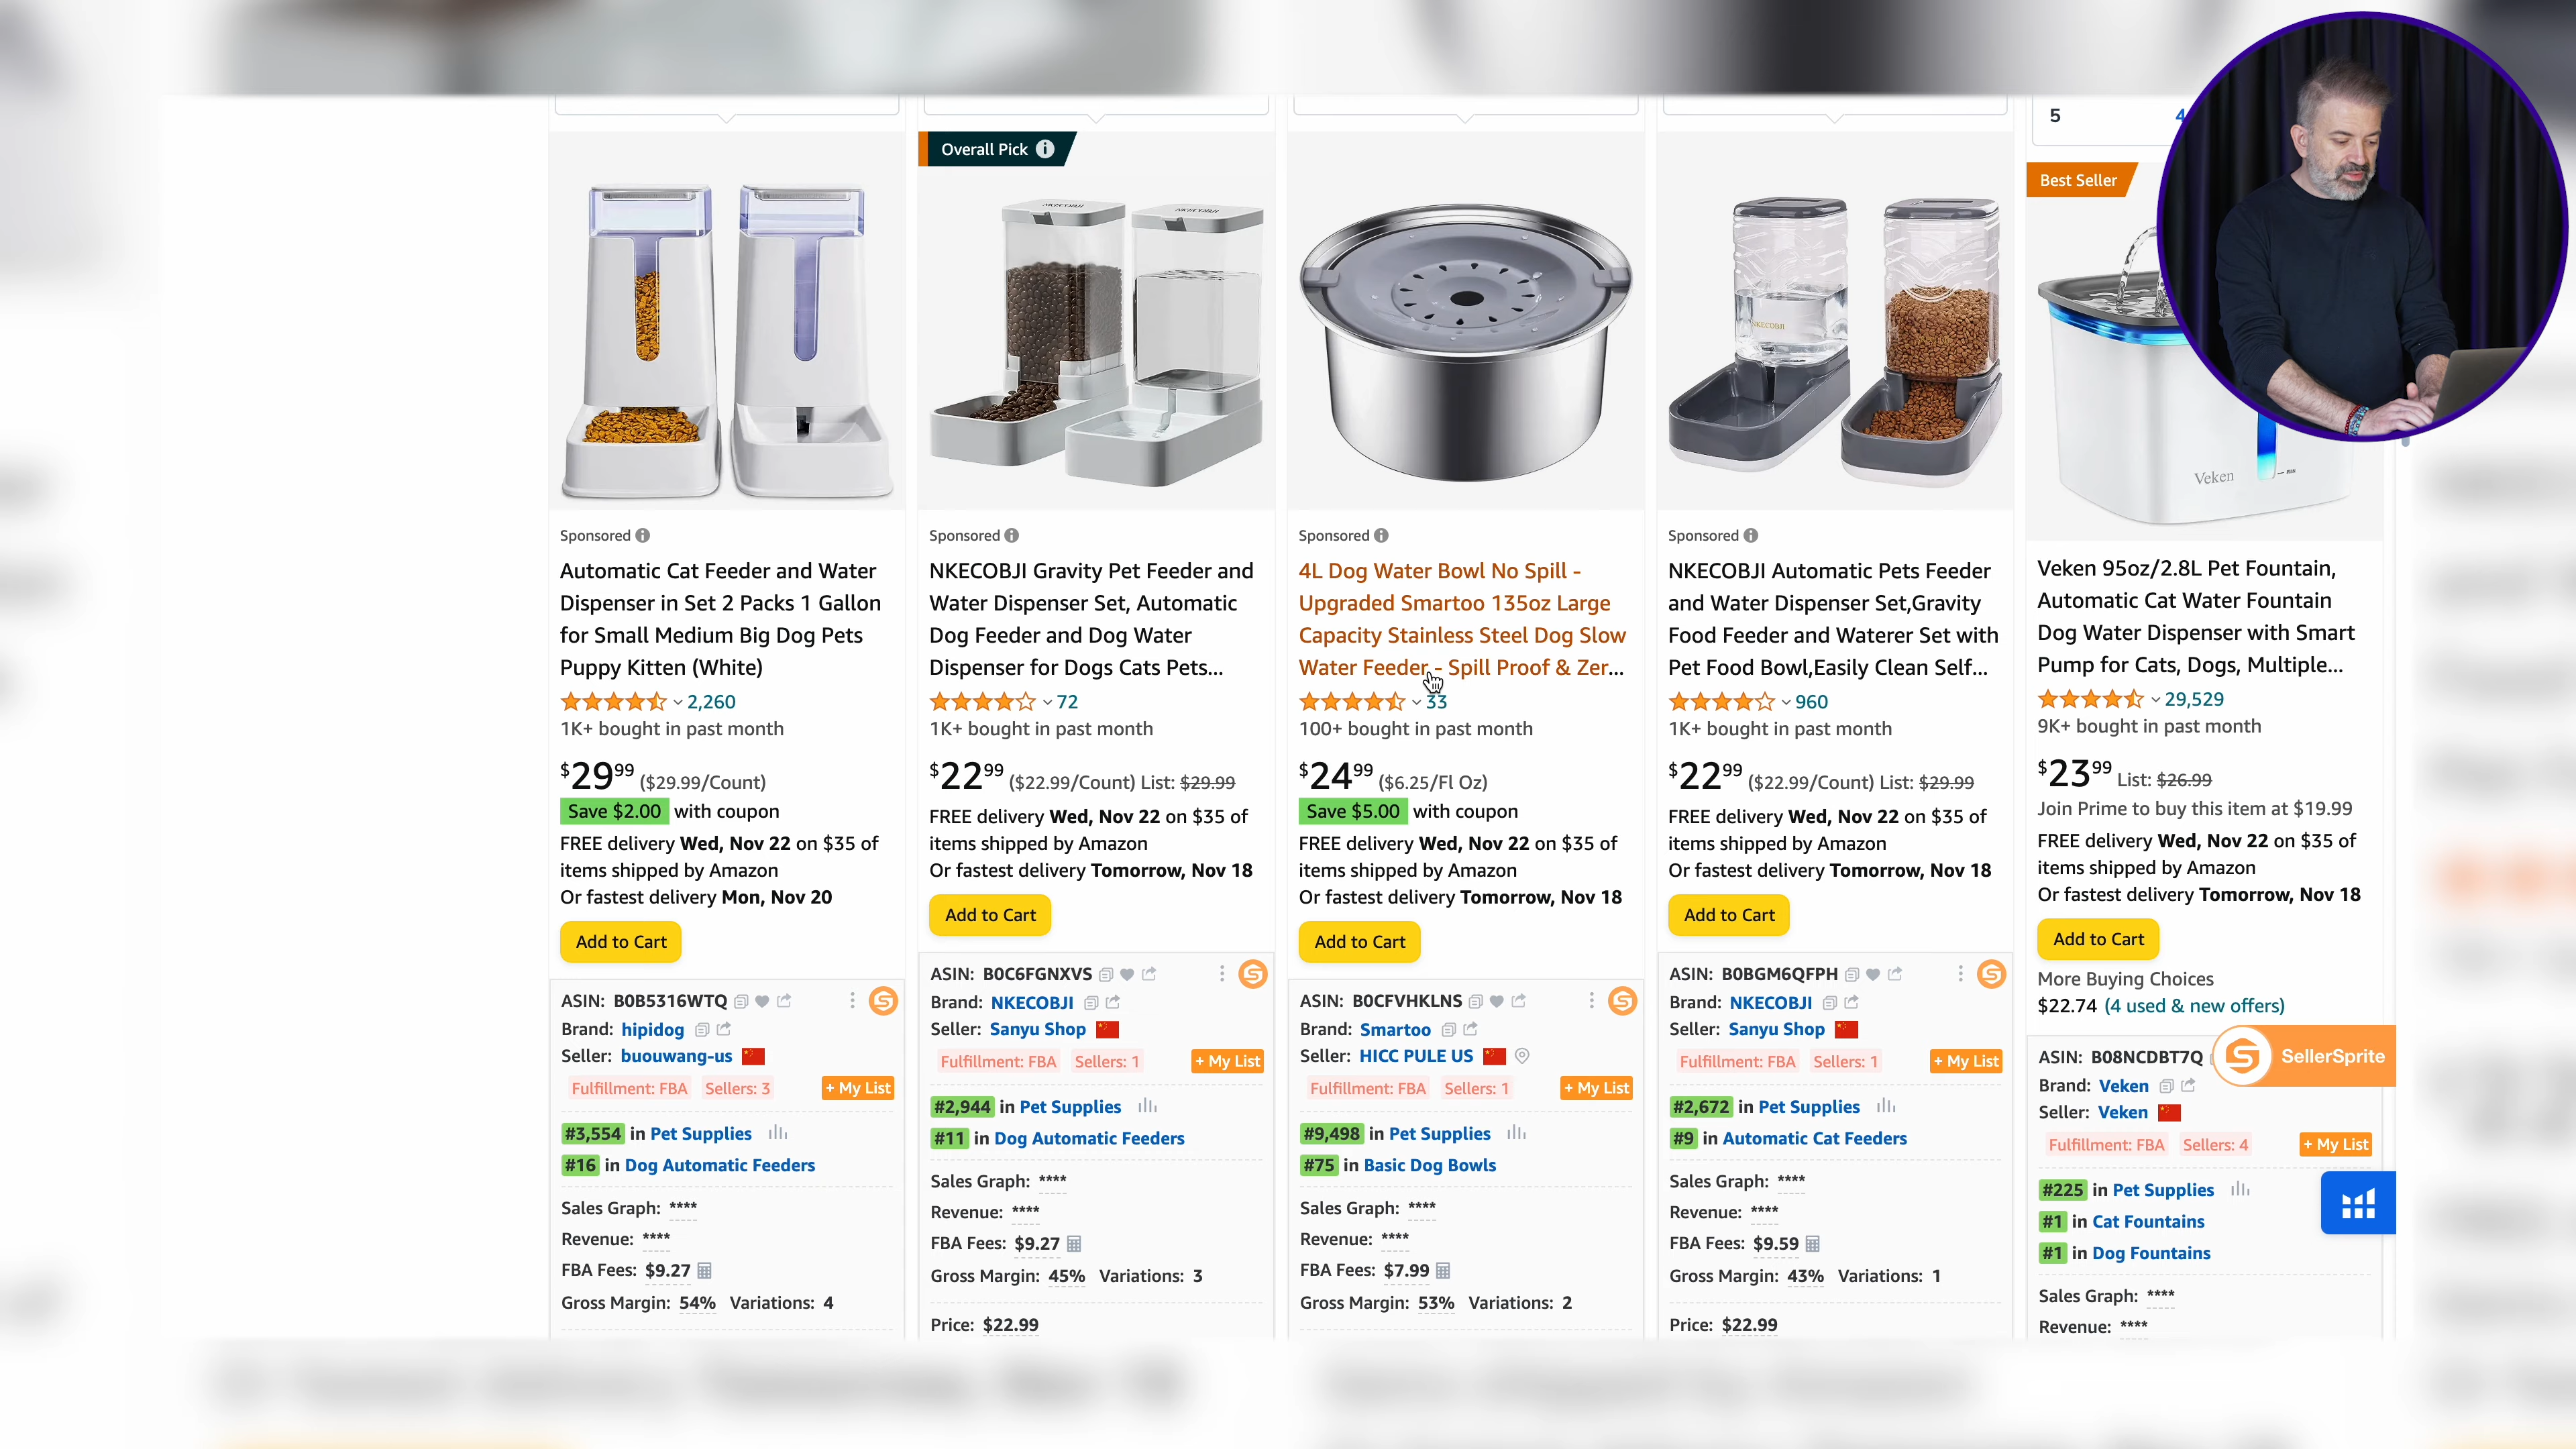 5
4
Overall Pick
Best Seller
NKECOBJI
NKECOBJI
NKECOBJI
Veken
MIN
Sponsored
Automatic Cat Feeder and Water
Dispenser in Set 2 Packs 1 Gallon
for Small Medium Big Dog Pets
Puppy Kitten (White)
2,260
1K+ bought in past month
$29.99 ($29.99/Count)
Save $2.00 with coupon
FREE delivery Wed, Nov 22 on $35 of
items shipped by Amazon
Or fastest delivery Mon, Nov 20
Add to Cart
ASIN: B0B5316WTQ
Brand: hipidog
Seller: buouwang-us
Fulfillment: FBA Sellers: 3 + My List
#3,554 in Pet Supplies
#16 in Dog Automatic Feeders
Sales Graph: ****
Revenue: ****
FBA Fees: $9.27
Gross Margin: 54% Variations: 4
Sponsored
NKECOBJI Gravity Pet Feeder and
Water Dispenser Set, Automatic
Dog Feeder and Dog Water
Dispenser for Dogs Cats Pets...
72
1K+ bought in past month
$22.99 ($22.99/Count) List: $29.99
FREE delivery Wed, Nov 22 on $35 of
items shipped by Amazon
Or fastest delivery Tomorrow, Nov 18
Add to Cart
ASIN: B0C6FGNXVS
Brand: NKECOBJI
Seller: Sanyu Shop
Fulfillment: FBA Sellers: 1 + My List
#2,944 in Pet Supplies
#11 in Dog Automatic Feeders
Sales Graph: ****
Revenue: ****
FBA Fees: $9.27
Gross Margin: 45% Variations: 3
Price: $22.99
Sponsored
4L Dog Water Bowl No Spill -
Upgraded Smartoo 135oz Large
Capacity Stainless Steel Dog Slow
Water Feeder - Spill Proof & Zer...
33
100+ bought in past month
$24.99 ($6.25/Fl Oz)
Save $5.00 with coupon
FREE delivery Wed, Nov 22 on $35 of
items shipped by Amazon
Or fastest delivery Tomorrow, Nov 18
Add to Cart
ASIN: B0CFVHKLNS
Brand: Smartoo
Seller: HICC PULE US
Fulfillment: FBA Sellers: 1 + My List
#9,498 in Pet Supplies
#75 in Basic Dog Bowls
Sales Graph: ****
Revenue: ****
FBA Fees: $7.99
Gross Margin: 53% Variations: 2
Sponsored
NKECOBJI Automatic Pets Feeder
and Water Dispenser Set,Gravity
Food Feeder and Waterer Set with
Pet Food Bowl,Easily Clean Self...
960
1K+ bought in past month
$22.99 ($22.99/Count) List: $29.99
FREE delivery Wed, Nov 22 on $35 of
items shipped by Amazon
Or fastest delivery Tomorrow, Nov 18
Add to Cart
ASIN: B0BGM6QFPH
Brand: NKECOBJI
Seller: Sanyu Shop
Fulfillment: FBA Sellers: 1 + My List
#2,672 in Pet Supplies
#9 in Automatic Cat Feeders
Sales Graph: ****
Revenue: ****
FBA Fees: $9.59
Gross Margin: 43% Variations: 1
Price: $22.99
Veken 95oz/2.8L Pet Fountain,
Automatic Cat Water Fountain
Dog Water Dispenser with Smart
Pump for Cats, Dogs, Multiple...
29,529
9K+ bought in past month
$23.99 List: $26.99
Join Prime to buy this item at $19.99
FREE delivery Wed, Nov 22 on $35 of
items shipped by Amazon
Or fastest delivery Tomorrow, Nov 18
Add to Cart
More Buying Choices
$22.74 (4 used & new offers)
SellerSprite
ASIN: B08NCDBT7Q
Brand: Veken
Seller: Veken
Fulfillment: FBA Sellers: 4 + My List
#225 in Pet Supplies
#1 in Cat Fountains
#1 in Dog Fountains
Sales Graph: ****
Revenue: ****